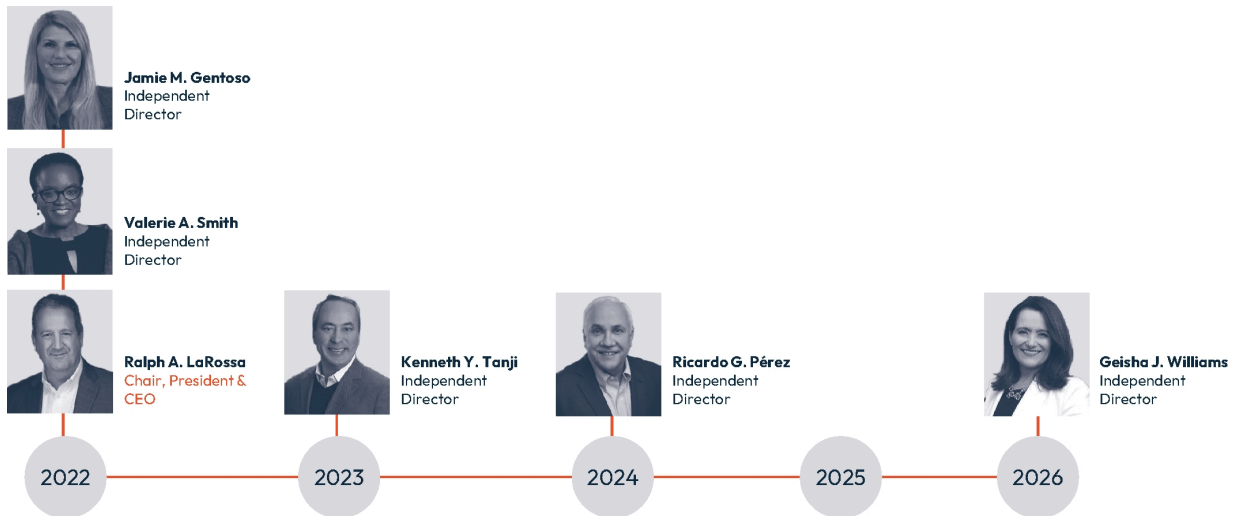 Jamie M. Gentoso
Independent
Director
Valerie A. Smith
Independent
Director
Ralph A. LaRossa
Chair, President &
CEO
Kenneth Y. Tanji
Independent
Director
Ricardo G. Pérez
Independent
Director
Geisha J. Williams
Independent
Director
2022
2023
2024
2025
2026